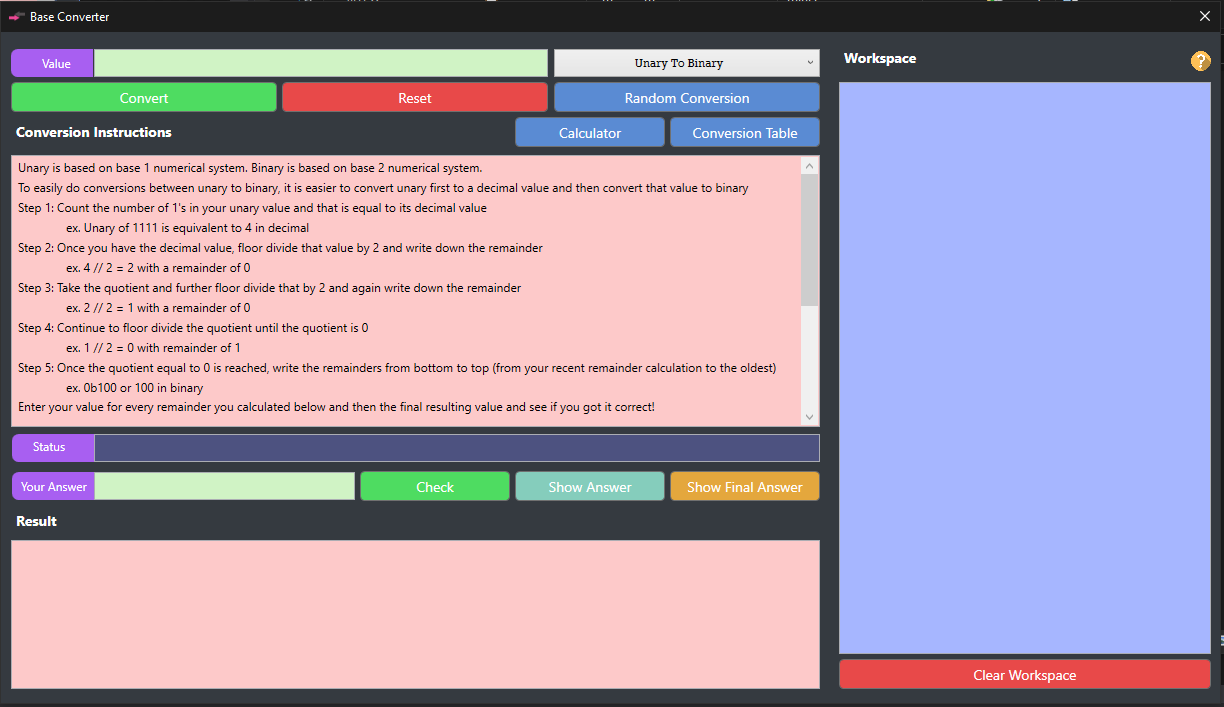 Base Converter
Value
Unary To Binary
Workspace
?
Convert
Reset
Random Conversion
Conversion Instructions
Calculator
Conversion Table
Unary is based on base 1 numerical system. Binary is based on base 2 numerical system.
To easily do conversions between unary to binary, it is easier to convert unary first to a decimal value and then convert that value to binary
Step 1: Count the number of 1's in your unary value and that is equal to its decimal value
ex. Unary of 1111 is equivalent to 4 in decimal
Step 2: Once you have the decimal value, floor divide that value by 2 and write down the remainder
ex. 4 // 2 = 2 with a remainder of 0
Step 3: Take the quotient and further floor divide that by 2 and again write down the remainder
ex. 2 // 2 = 1 with a remainder of 0
Step 4: Continue to floor divide the quotient until the quotient is 0
ex. 1 // 2 = 0 with remainder of 1
Step 5: Once the quotient equal to 0 is reached, write the remainders from bottom to top (from your recent remainder calculation to the oldest)
ex. 0b100 or 100 in binary
Enter your value for every remainder you calculated below and then the final resulting value and see if you got it correct!
Status
Your Answer
Check
Show Answer
Show Final Answer
Result
Clear Workspace